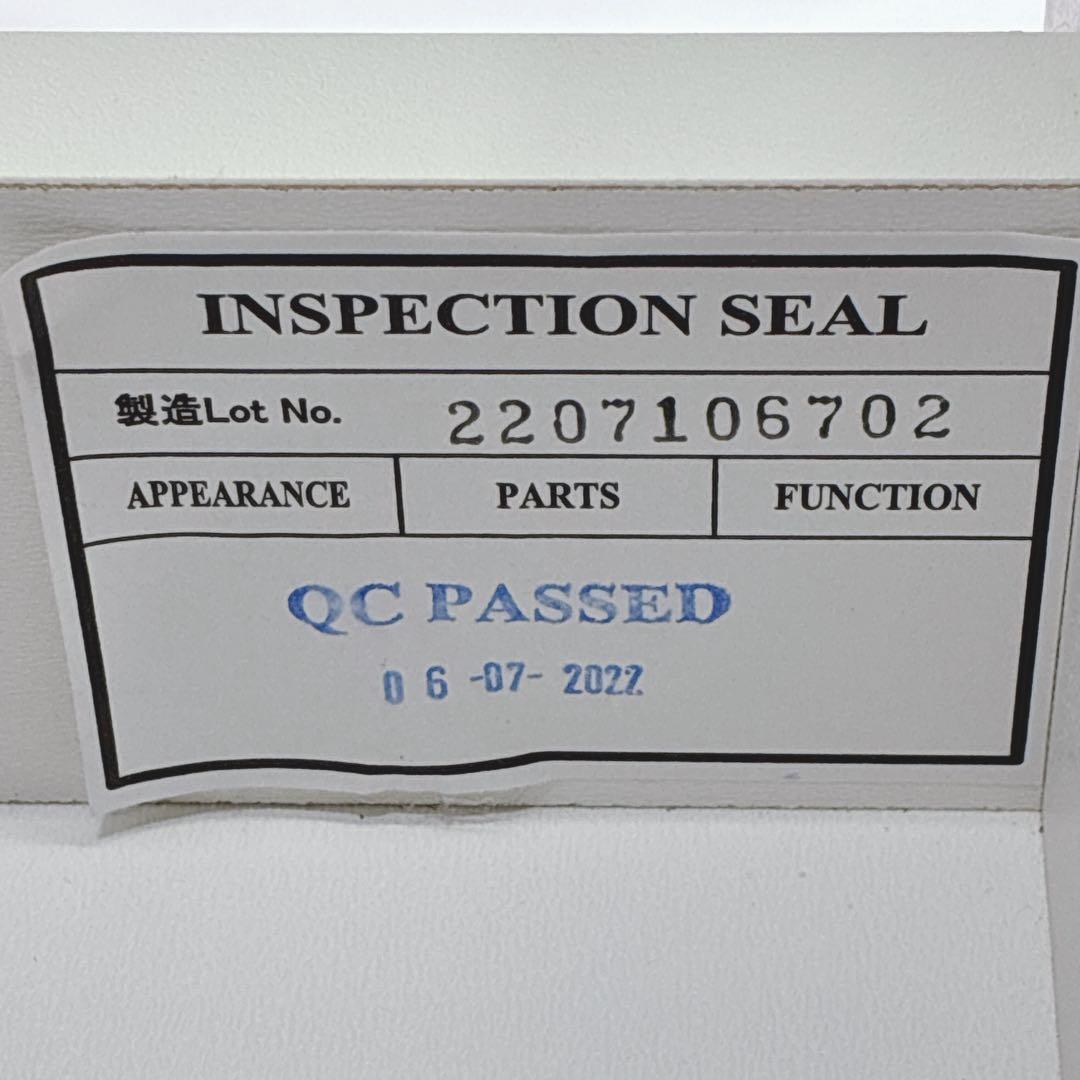 INSPECTION SEAL
製造Lot No. 2207106702
APPEARANCE PARTS FUNCTION
QC PASSED
06-07-2022